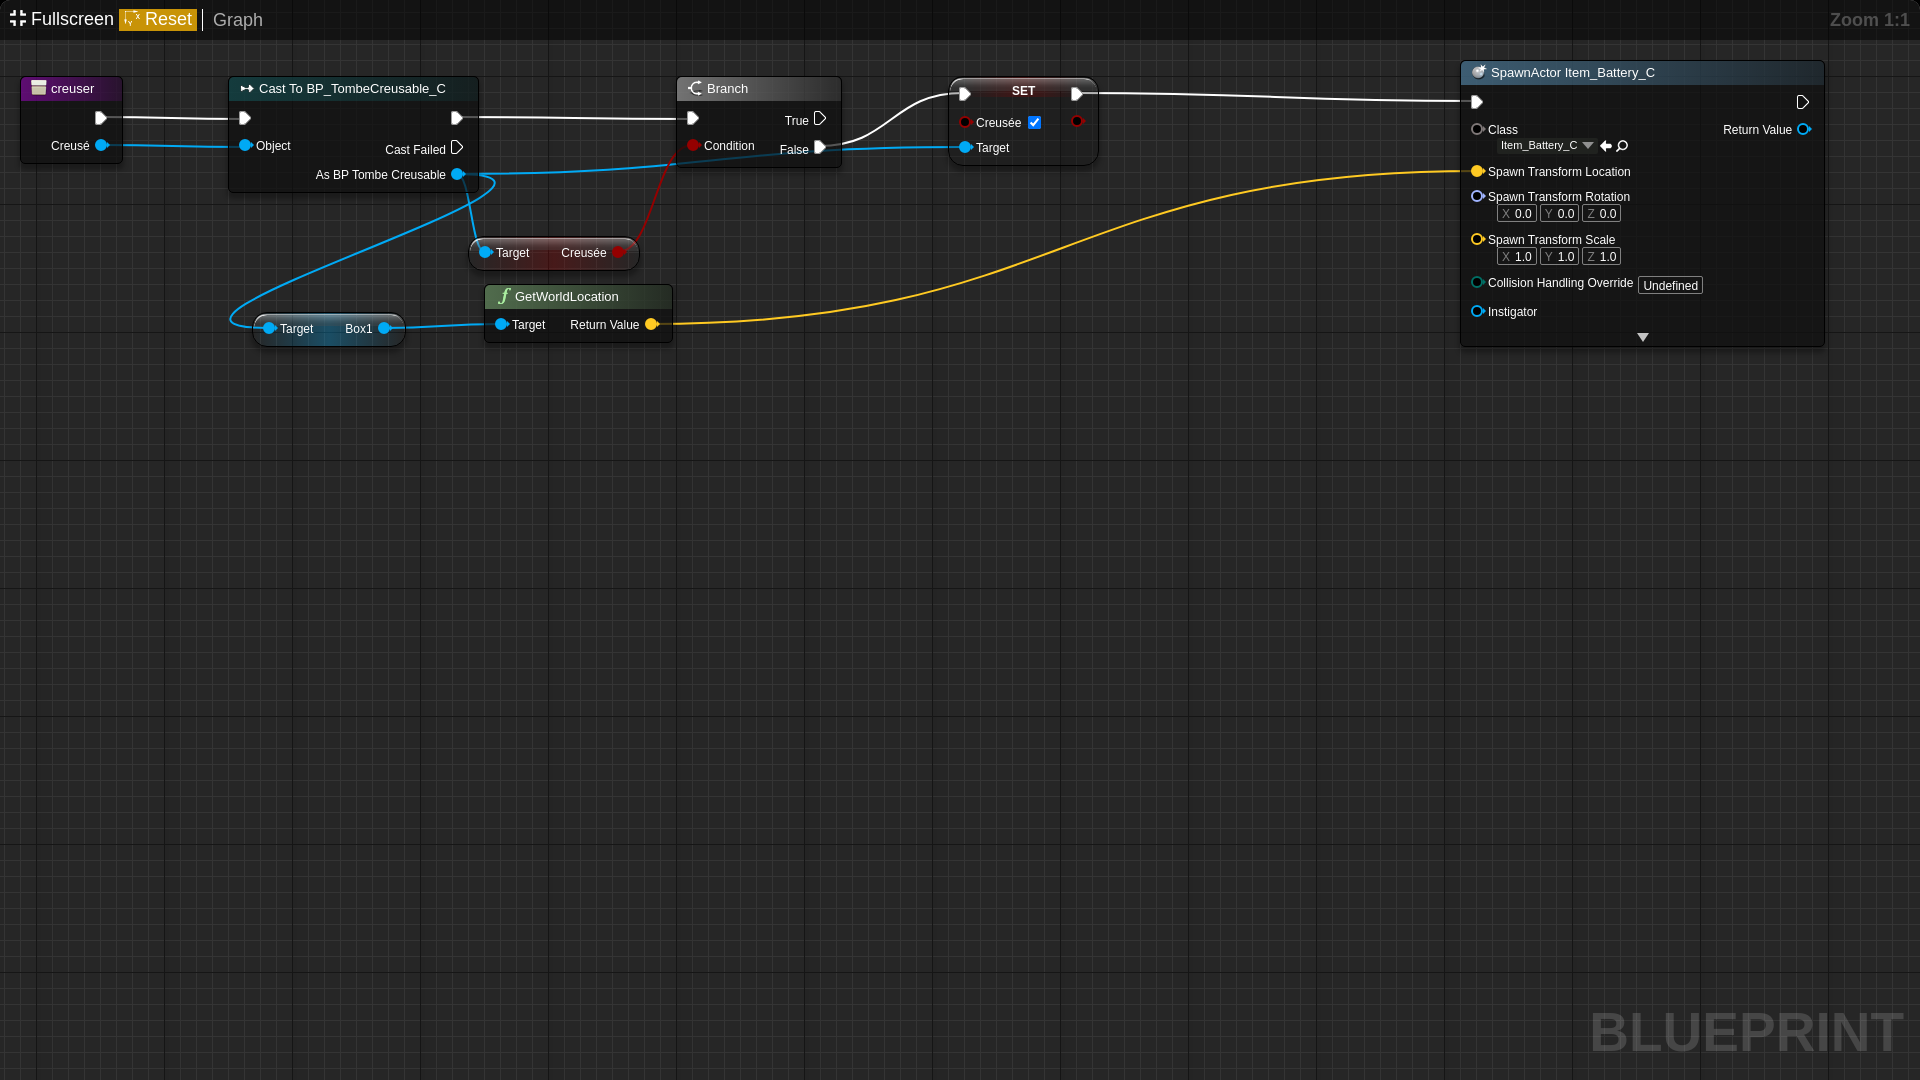 Fullscreen Reset Graph Zoom 1:1
creuser
Creusé
Cast To BP_TombeCreusable_C
Object
Cast Failed
As BP Tombe Creusable
Branch
True
Condition
False
SET
Creusée
Target
SpawnActor Item_Battery_C
Class
Return Value
Item_Battery_C
Spawn Transform Location
Spawn Transform Rotation
X 0.0 Y 0.0 Z 0.0
Spawn Transform Scale
X 1.0 Y 1.0 Z 1.0
Collision Handling Override Undefined
Instigator
Target Creusée
GetWorldLocation
Target Return Value
Target Box1
BLUEPRINT